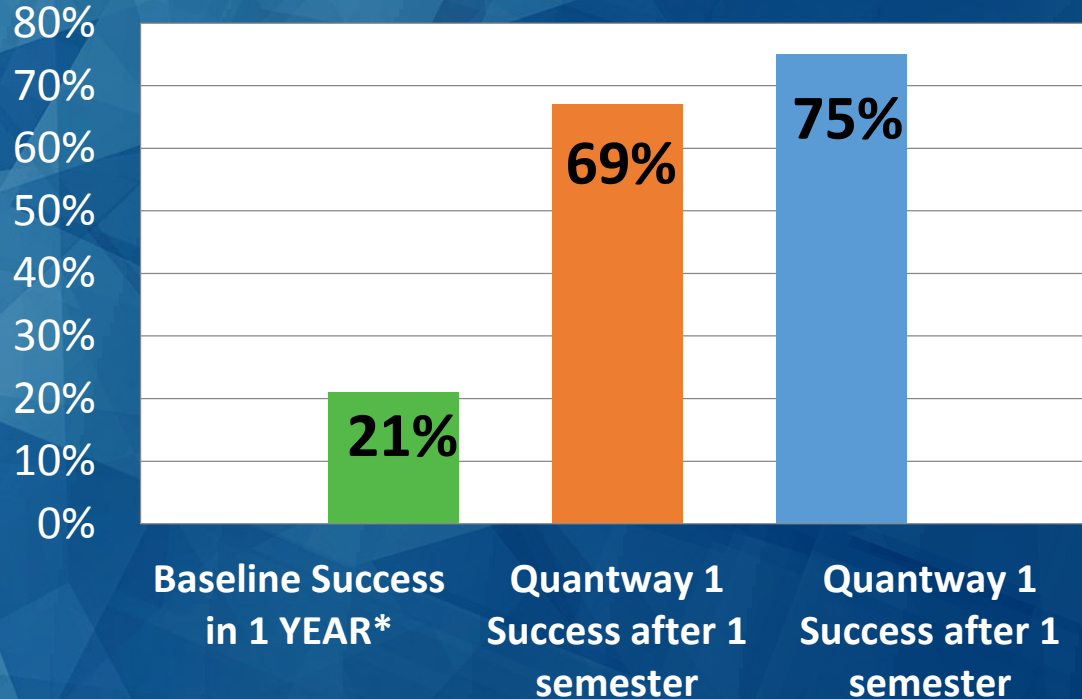 80%
70%
60%
50%
40%
30%
20%
10%
0%
21%
69%
75%
Baseline Success
in 1 YEAR*
Quantway 1
Success after 1
semester
Quantway 1
Success after 1
semester